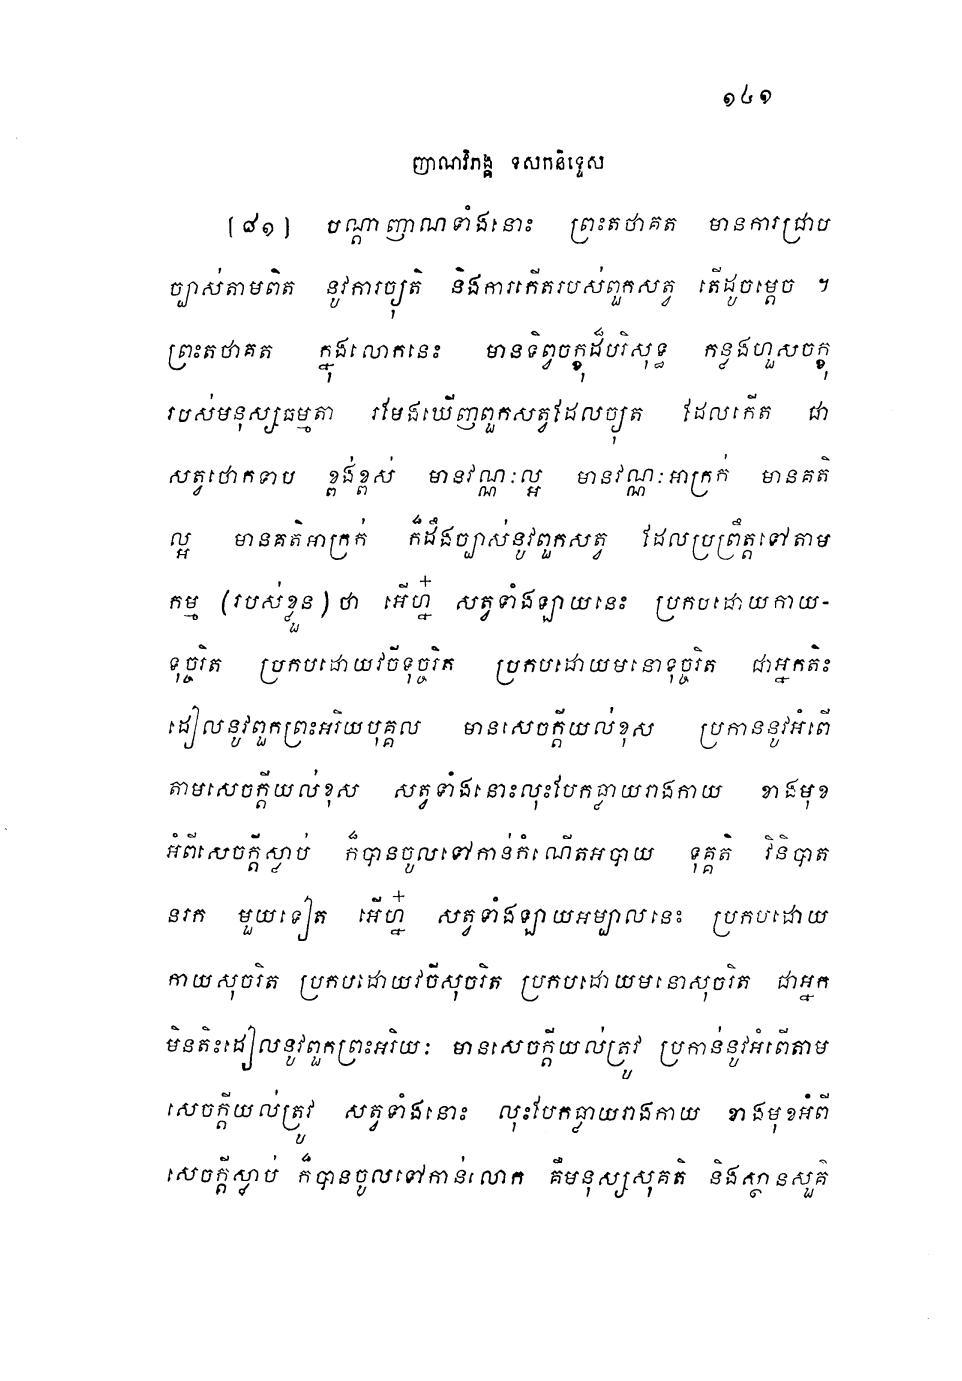 ១៤១
ញាណវិភង្គ ទសកនិទ្ទេស
[៨១] បណ្តាញាណទាំងនោះ ព្រះតថាគត មានការជ្រាប
ច្បាស់តាមពិត នូវការច្យុតិ និងការកើតរបស់ពួកសត្វ តើដូចម្តេច ។
ព្រះតថាគត ក្នុងលោកនេះ មានទិព្វចក្ខុដ៏បរិសុទ្ធ កន្លងហួសចក្ខុ
របស់មនុស្សធម្មតា រមែងឃើញពួកសត្វដែលច្យុត ដែលកើត ជា
សត្វថោកទាប ខ្ពង់ខ្ពស់ មានវណ្ណៈល្អ មានវណ្ណៈអាក្រក់ មានគតិ
ល្អ មានគតិអាក្រក់ ក៏ដឹងច្បាស់នូវពួកសត្វ ដែលប្រព្រឹត្តទៅតាម
កម្ម (របស់ខ្លួន) ថា អើហ្ន៎ សត្វទាំងឡាយនេះ ប្រកបដោយកាយ-
ទុច្ចរិត ប្រកបដោយវចីទុច្ចរិត ប្រកបដោយមនោទុច្ចរិត ជាអ្នកតិះ
ដៀលនូវពួកព្រះអរិយបុគ្គល មានសេចក្តីយល់ខុស ប្រកាននូវអំពើ
តាមសេចក្តីយល់ខុស សត្វទាំងនោះលុះបែកធ្លាយរាងកាយ ខាងមុខ
អំពីសេចក្តីស្លាប់ ក៏បានចូលទៅកាន់កំណើតអបាយ ទុគ្គតិ វិនិបាត
នរក មួយទៀត អើហ្ន៎ សត្វទាំងឡាយអម្បាលនេះ ប្រកបដោយ
កាយសុចរិត ប្រកបដោយវចីសុចរិត ប្រកបដោយមនោសុចរិត ជាអ្នក
មិនតិះដៀលនូវពួកព្រះអរិយៈ មានសេចក្តីយល់ត្រូវ ប្រកាន់នូវអំពើតាម
សេចក្តីយល់ត្រូវ សត្វទាំងនោះ លុះបែកធ្លាយរាងកាយ ខាងមុខអំពី
សេចក្តីស្លាប់ ក៏បានចូលទៅកាន់លោក គឺមនុស្សសុគតិ និងស្ថានសួគ៌